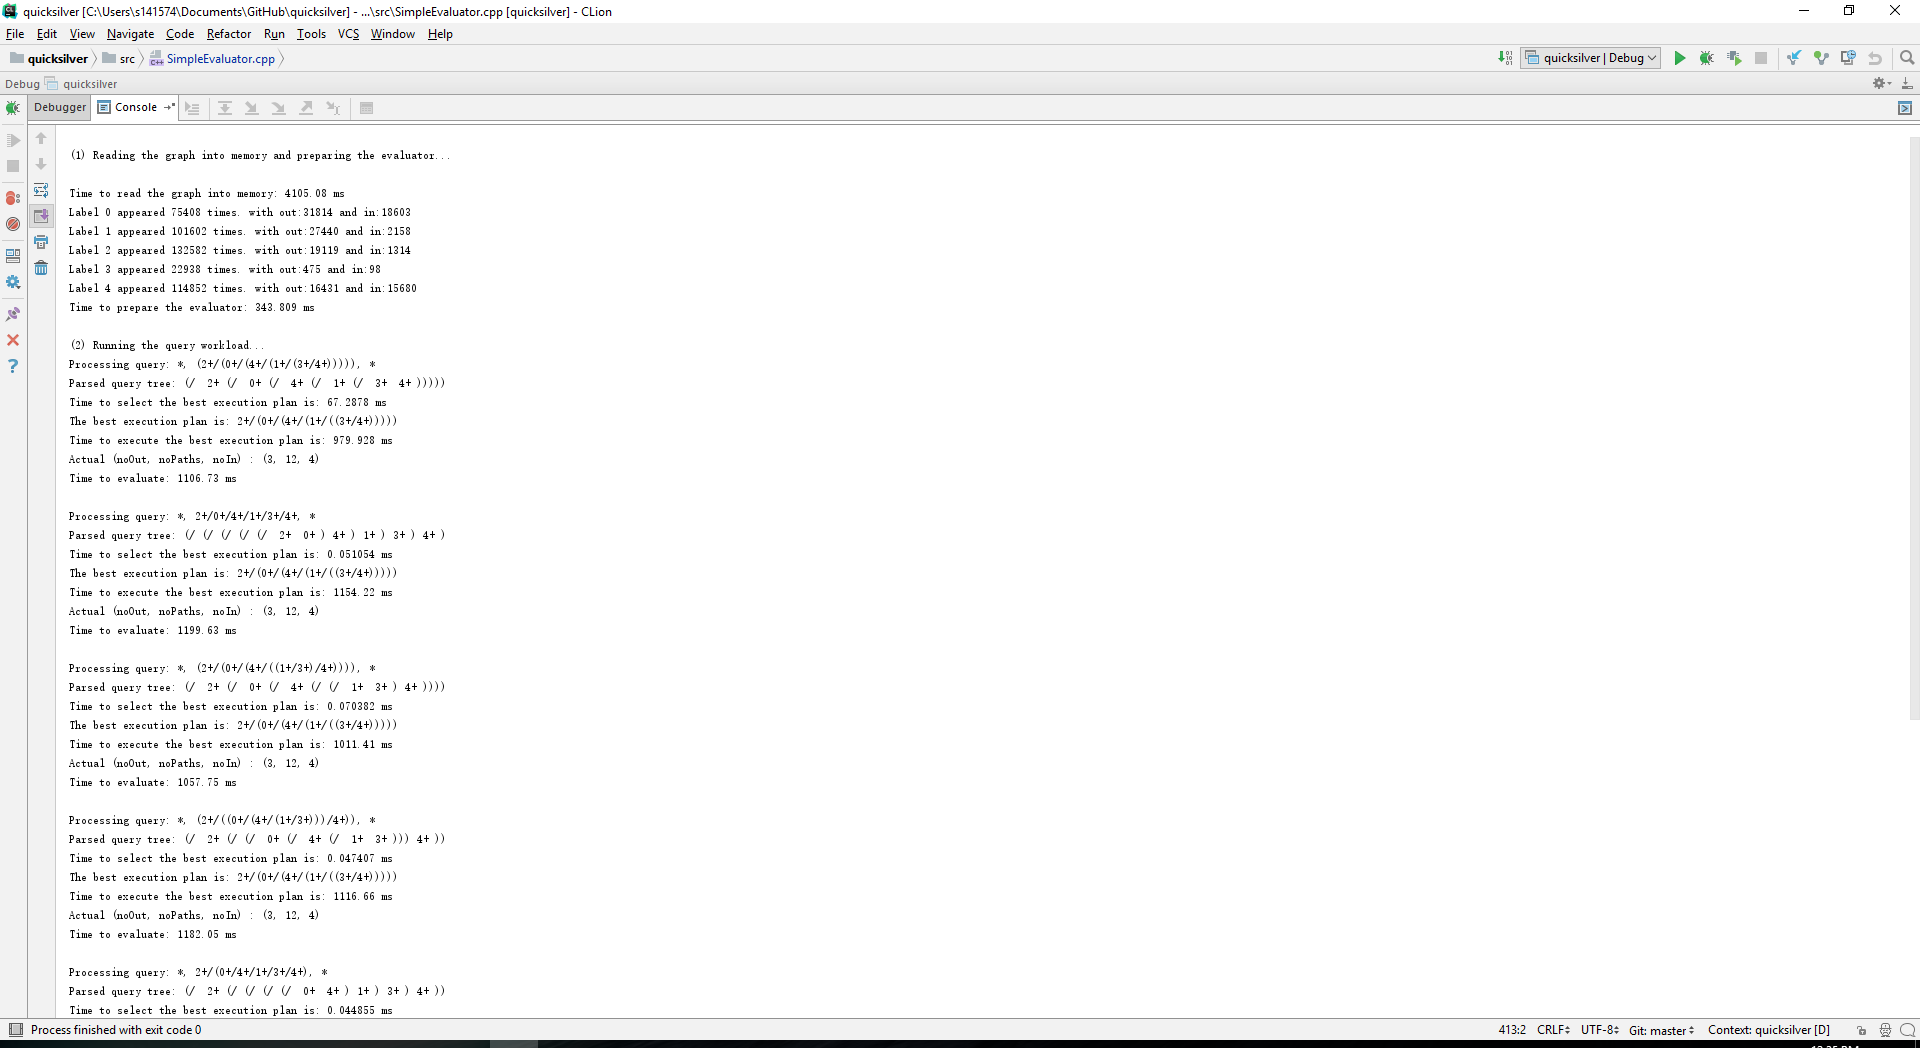 quicksilver [C:\Users\s141574\Documents\GitHub\quicksilver] - ...\src\SimpleEvaluator.cpp [quicksilver] - CLion
File Edit View Navigate Code Refactor Run Tools VCS Window Help
quicksilver src SimpleEvaluator.cpp quicksilver | Debug
Debug quicksilver
Debugger Console
(1) Reading the graph into memory and preparing the evaluator...
Time to read the graph into memory: 4105.08 ms
Label 0 appeared 75408 times. with out:31814 and in:18603
Label 1 appeared 101602 times. with out:27440 and in:2158
Label 2 appeared 132582 times. with out:19119 and in:1314
Label 3 appeared 22938 times. with out:475 and in:98
Label 4 appeared 114852 times. with out:16431 and in:15680
Time to prepare the evaluator: 343.809 ms
(2) Running the query workload...
Processing query: *, (2+/(0+/(4+/(1+/(3+/4+))))), *
Parsed query tree: (/ 2+ (/ 0+ (/ 4+ (/ 1+ (/ 3+ 4+ )))))
Time to select the best execution plan is: 67.2878 ms
The best execution plan is: 2+/(0+/(4+/(1+/((3+/4+)))))
Time to execute the best execution plan is: 979.928 ms
Actual (noOut, noPaths, noIn) : (3, 12, 4)
Time to evaluate: 1106.73 ms
Processing query: *, 2+/0+/4+/1+/3+/4+, *
Parsed query tree: (/ (/ (/ (/ (/ 2+ 0+ ) 4+ ) 1+ ) 3+ ) 4+ )
Time to select the best execution plan is: 0.051054 ms
The best execution plan is: 2+/(0+/(4+/(1+/((3+/4+)))))
Time to execute the best execution plan is: 1154.22 ms
Actual (noOut, noPaths, noIn) : (3, 12, 4)
Time to evaluate: 1199.63 ms
Processing query: *, (2+/(0+/(4+/((1+/3+)/4+)))), *
Parsed query tree: (/ 2+ (/ 0+ (/ 4+ (/ (/ 1+ 3+ ) 4+ ))))
Time to select the best execution plan is: 0.070382 ms
The best execution plan is: 2+/(0+/(4+/(1+/((3+/4+)))))
Time to execute the best execution plan is: 1011.41 ms
Actual (noOut, noPaths, noIn) : (3, 12, 4)
Time to evaluate: 1057.75 ms
Processing query: *, (2+/((0+/(4+/(1+/3+)))/4+)), *
Parsed query tree: (/ 2+ (/ (/ 0+ (/ 4+ (/ 1+ 3+ ))) 4+ ))
Time to select the best execution plan is: 0.047407 ms
The best execution plan is: 2+/(0+/(4+/(1+/((3+/4+)))))
Time to execute the best execution plan is: 1116.66 ms
Actual (noOut, noPaths, noIn) : (3, 12, 4)
Time to evaluate: 1182.05 ms
Processing query: *, 2+/(0+/4+/1+/3+/4+), *
Parsed query tree: (/ 2+ (/ (/ (/ (/ 0+ 4+ ) 1+ ) 3+ ) 4+ ))
Time to select the best execution plan is: 0.044855 ms
Process finished with exit code 0 413:2 CRLF UTF-8 Git: master Context: quicksilver [D]